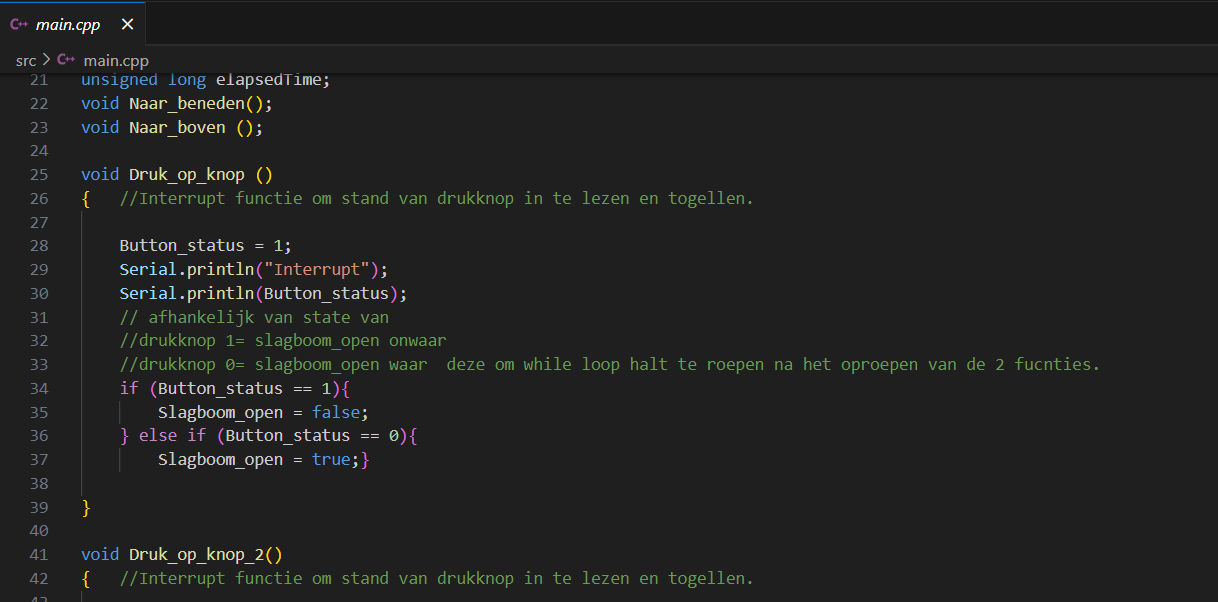 C++ main.cpp ×
src > C++ main.cpp
21 unsigned long elapsedTime;
22 void Naar_beneden();
23 void Naar_boven ();
24
25 void Druk_op_knop ()
26 { //Interrupt functie om stand van drukknop in te lezen en togellen.
27
28 Button_status = 1;
29 Serial.println("Interrupt");
30 Serial.println(Button_status);
31 // afhankelijk van state van
32 //drukknop 1= slagboom_open onwaar
33 //drukknop 0= slagboom_open waar  deze om while loop halt te roepen na het oproepen van de 2 fucnties.
34 if (Button_status == 1){
35 Slagboom_open = false;
36 } else if (Button_status == 0){
37 Slagboom_open = true;}
38
39 }
40
41 void Druk_op_knop_2()
42 { //Interrupt functie om stand van drukknop in te lezen en togellen.
43